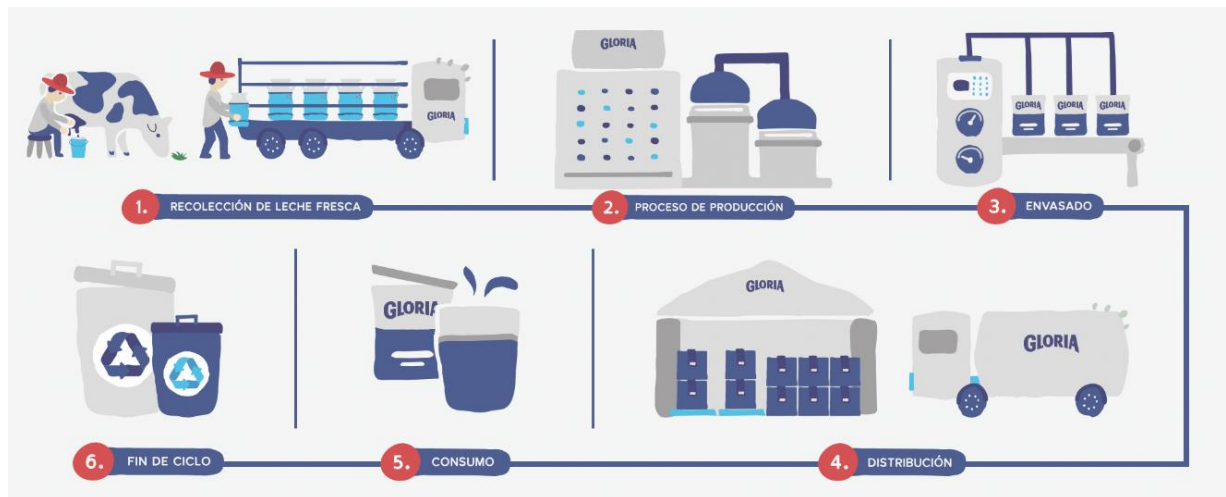 GLORIA
1. RECOLECCIÓN DE LECHE FRESCA
GLORIA
2. PROCESO DE PRODUCCIÓN
GLORIA GLORIA GLORIA
3. ENVASADO
GLORIA
GLORIA
4. DISTRIBUCIÓN
GLORIA
5. CONSUMO
6. FIN DE CICLO